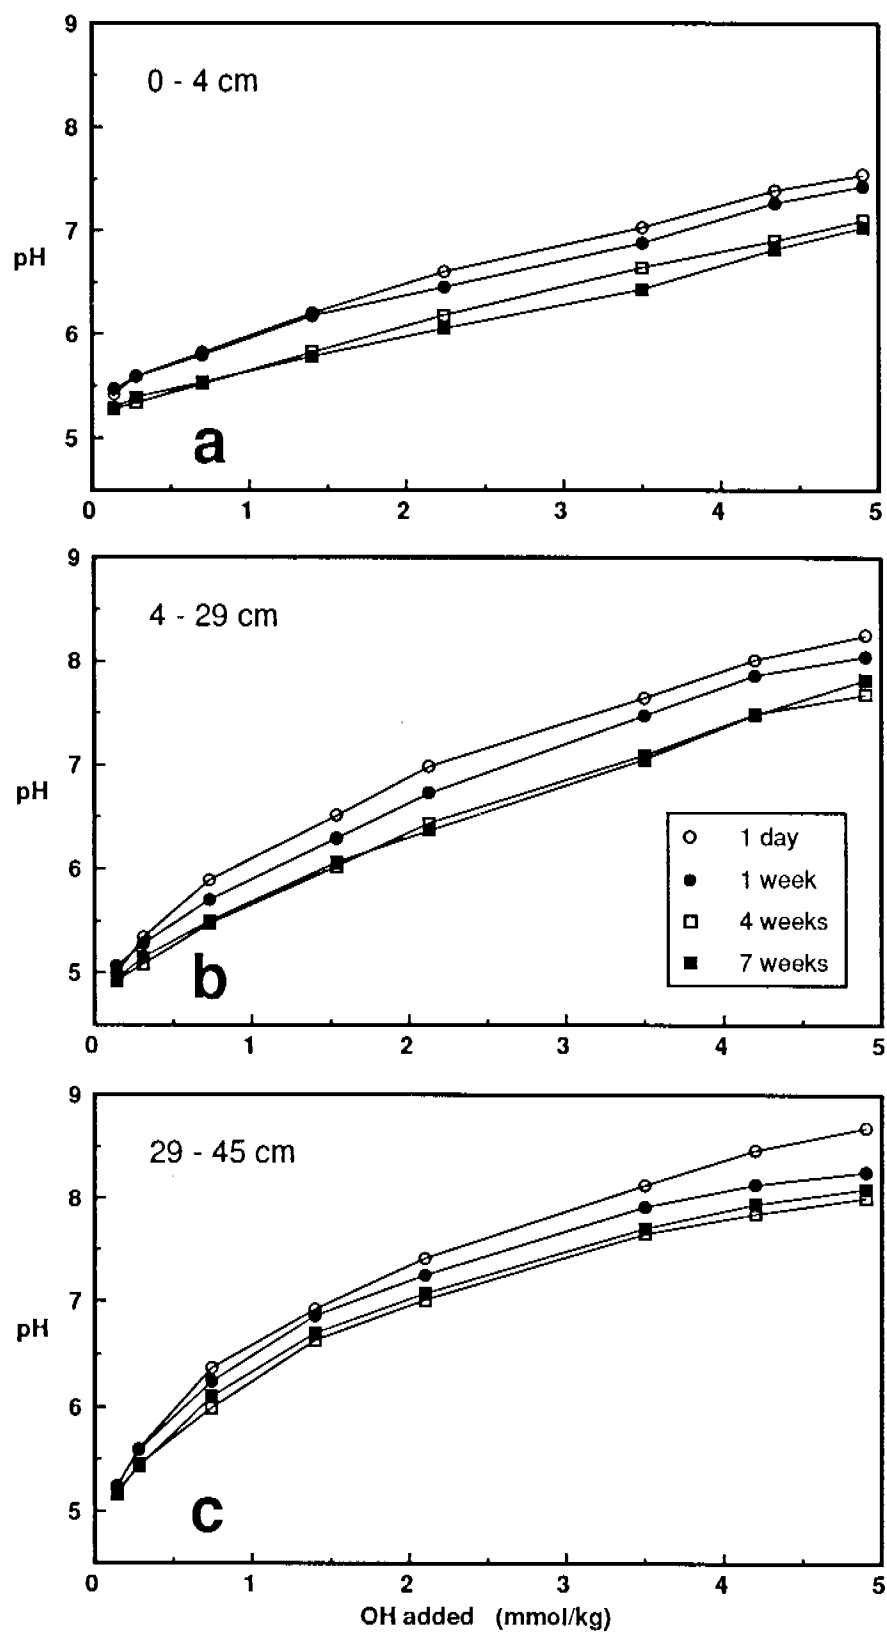 9
0 - 4 cm
8
7
pH
6
5
a
0 1 2 3 4 5
9
4 - 29 cm
8
7
pH
1 day
6
1 week
4 weeks
5
b
7 weeks
0 1 2 3 4 5
9
29 - 45 cm
8
7
pH
6
5
c
0 1 2 3 4 5
OH added (mmol/kg)